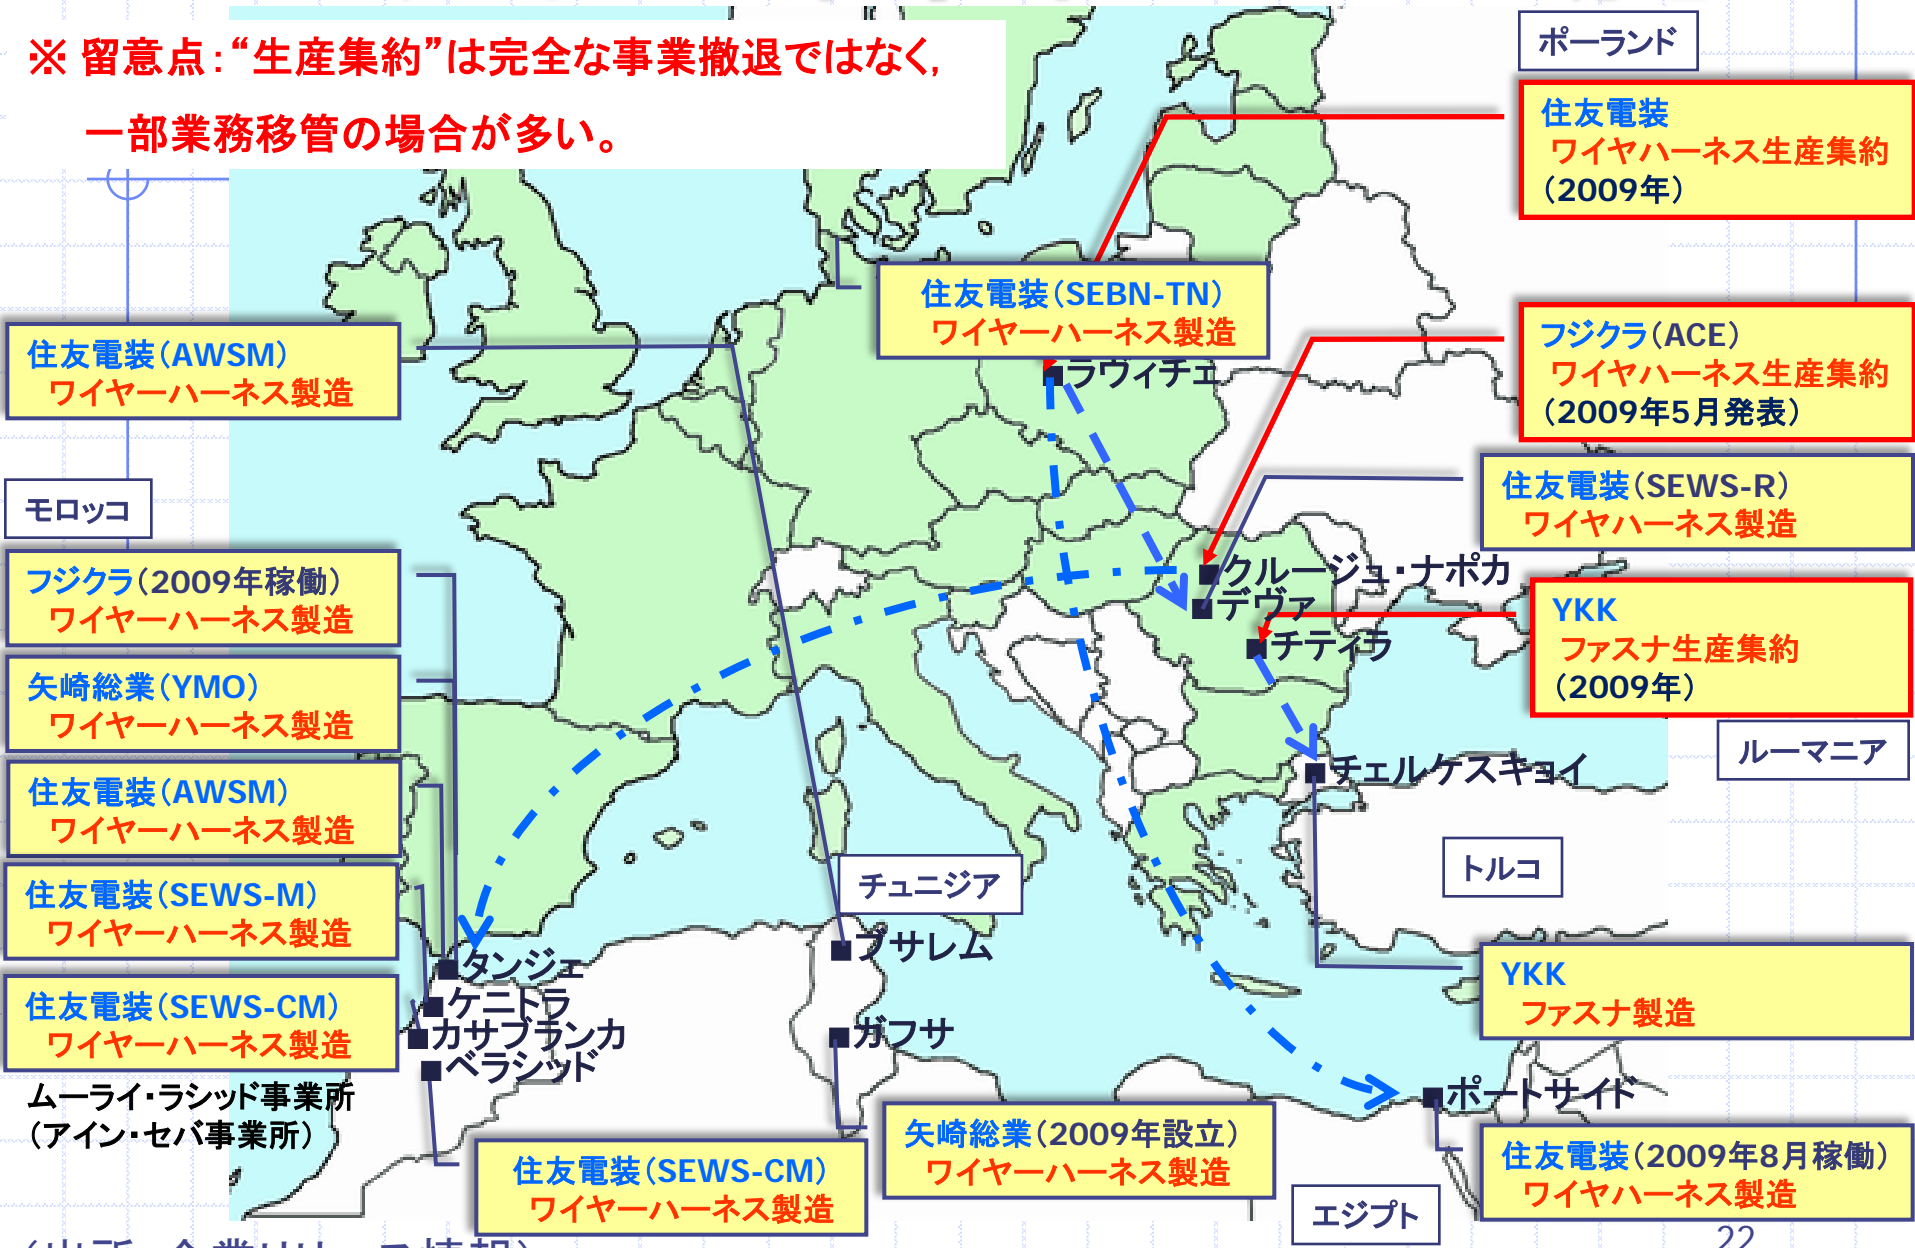 ※ 留意点：“生産集約”は完全な事業撤退ではなく，
一部業務移管の場合が多い。
ポーランド
住友電装
ワイヤハーネス生産集約
（2009年）
住友電装（SEBN-TN）
ワイヤーハーネス製造
住友電装（AWSM）
ワイヤーハーネス製造
フジクラ（ACE）
ワイヤーハーネス生産集約
（2009年5月発表）
ラヴィチェ
モロッコ
住友電装（SEWS-R）
ワイヤハーネス製造
フジクラ（2009年稼働）
ワイヤーハーネス製造
クルージュ・ナポカ
デヴァ
チティラ
YKK
ファスナ生産集約
（2009年）
矢崎総業（YMO）
ワイヤーハーネス製造
ルーマニア
チェルケスキョイ
住友電装（AWSM）
ワイヤーハーネス製造
トルコ
チュニジア
住友電装（SEWS-M）
ワイヤーハーネス製造
ブサレム
タンジェ
YKK
ファスナ製造
住友電装（SEWS-CM）
ワイヤーハーネス製造
ケニトラ
カサブランカ
ベラシッド
ガフサ
ムーライ・ラシッド事業所
（アイン・セバ事業所）
ポートサイド
矢崎総業（2009年設立）
ワイヤーハーネス製造
住友電装（2009年8月稼働）
ワイヤハーネス製造
住友電装（SEWS-CM）
ワイヤーハーネス製造
エジプト
22